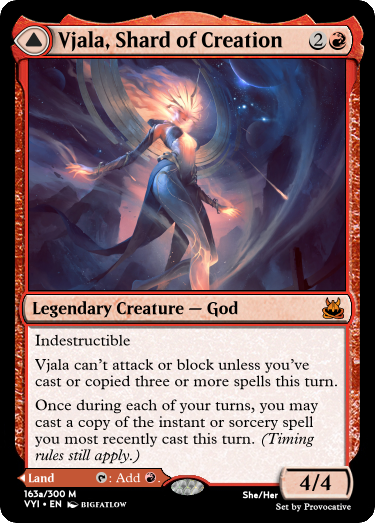 Vjala, Shard of Creation 2
Legendary Creature — God
Indestructible
Vjala can't attack or block unless you've
cast or copied three or more spells this turn.
Once during each of your turns, you may
cast a copy of the instant or sorcery spell
you most recently cast this turn. (Timing
rules still apply.)
Land : Add .
4/4
163a/300 M
VYI • EN BIGFATLOW
She/Her
Set by Provocative